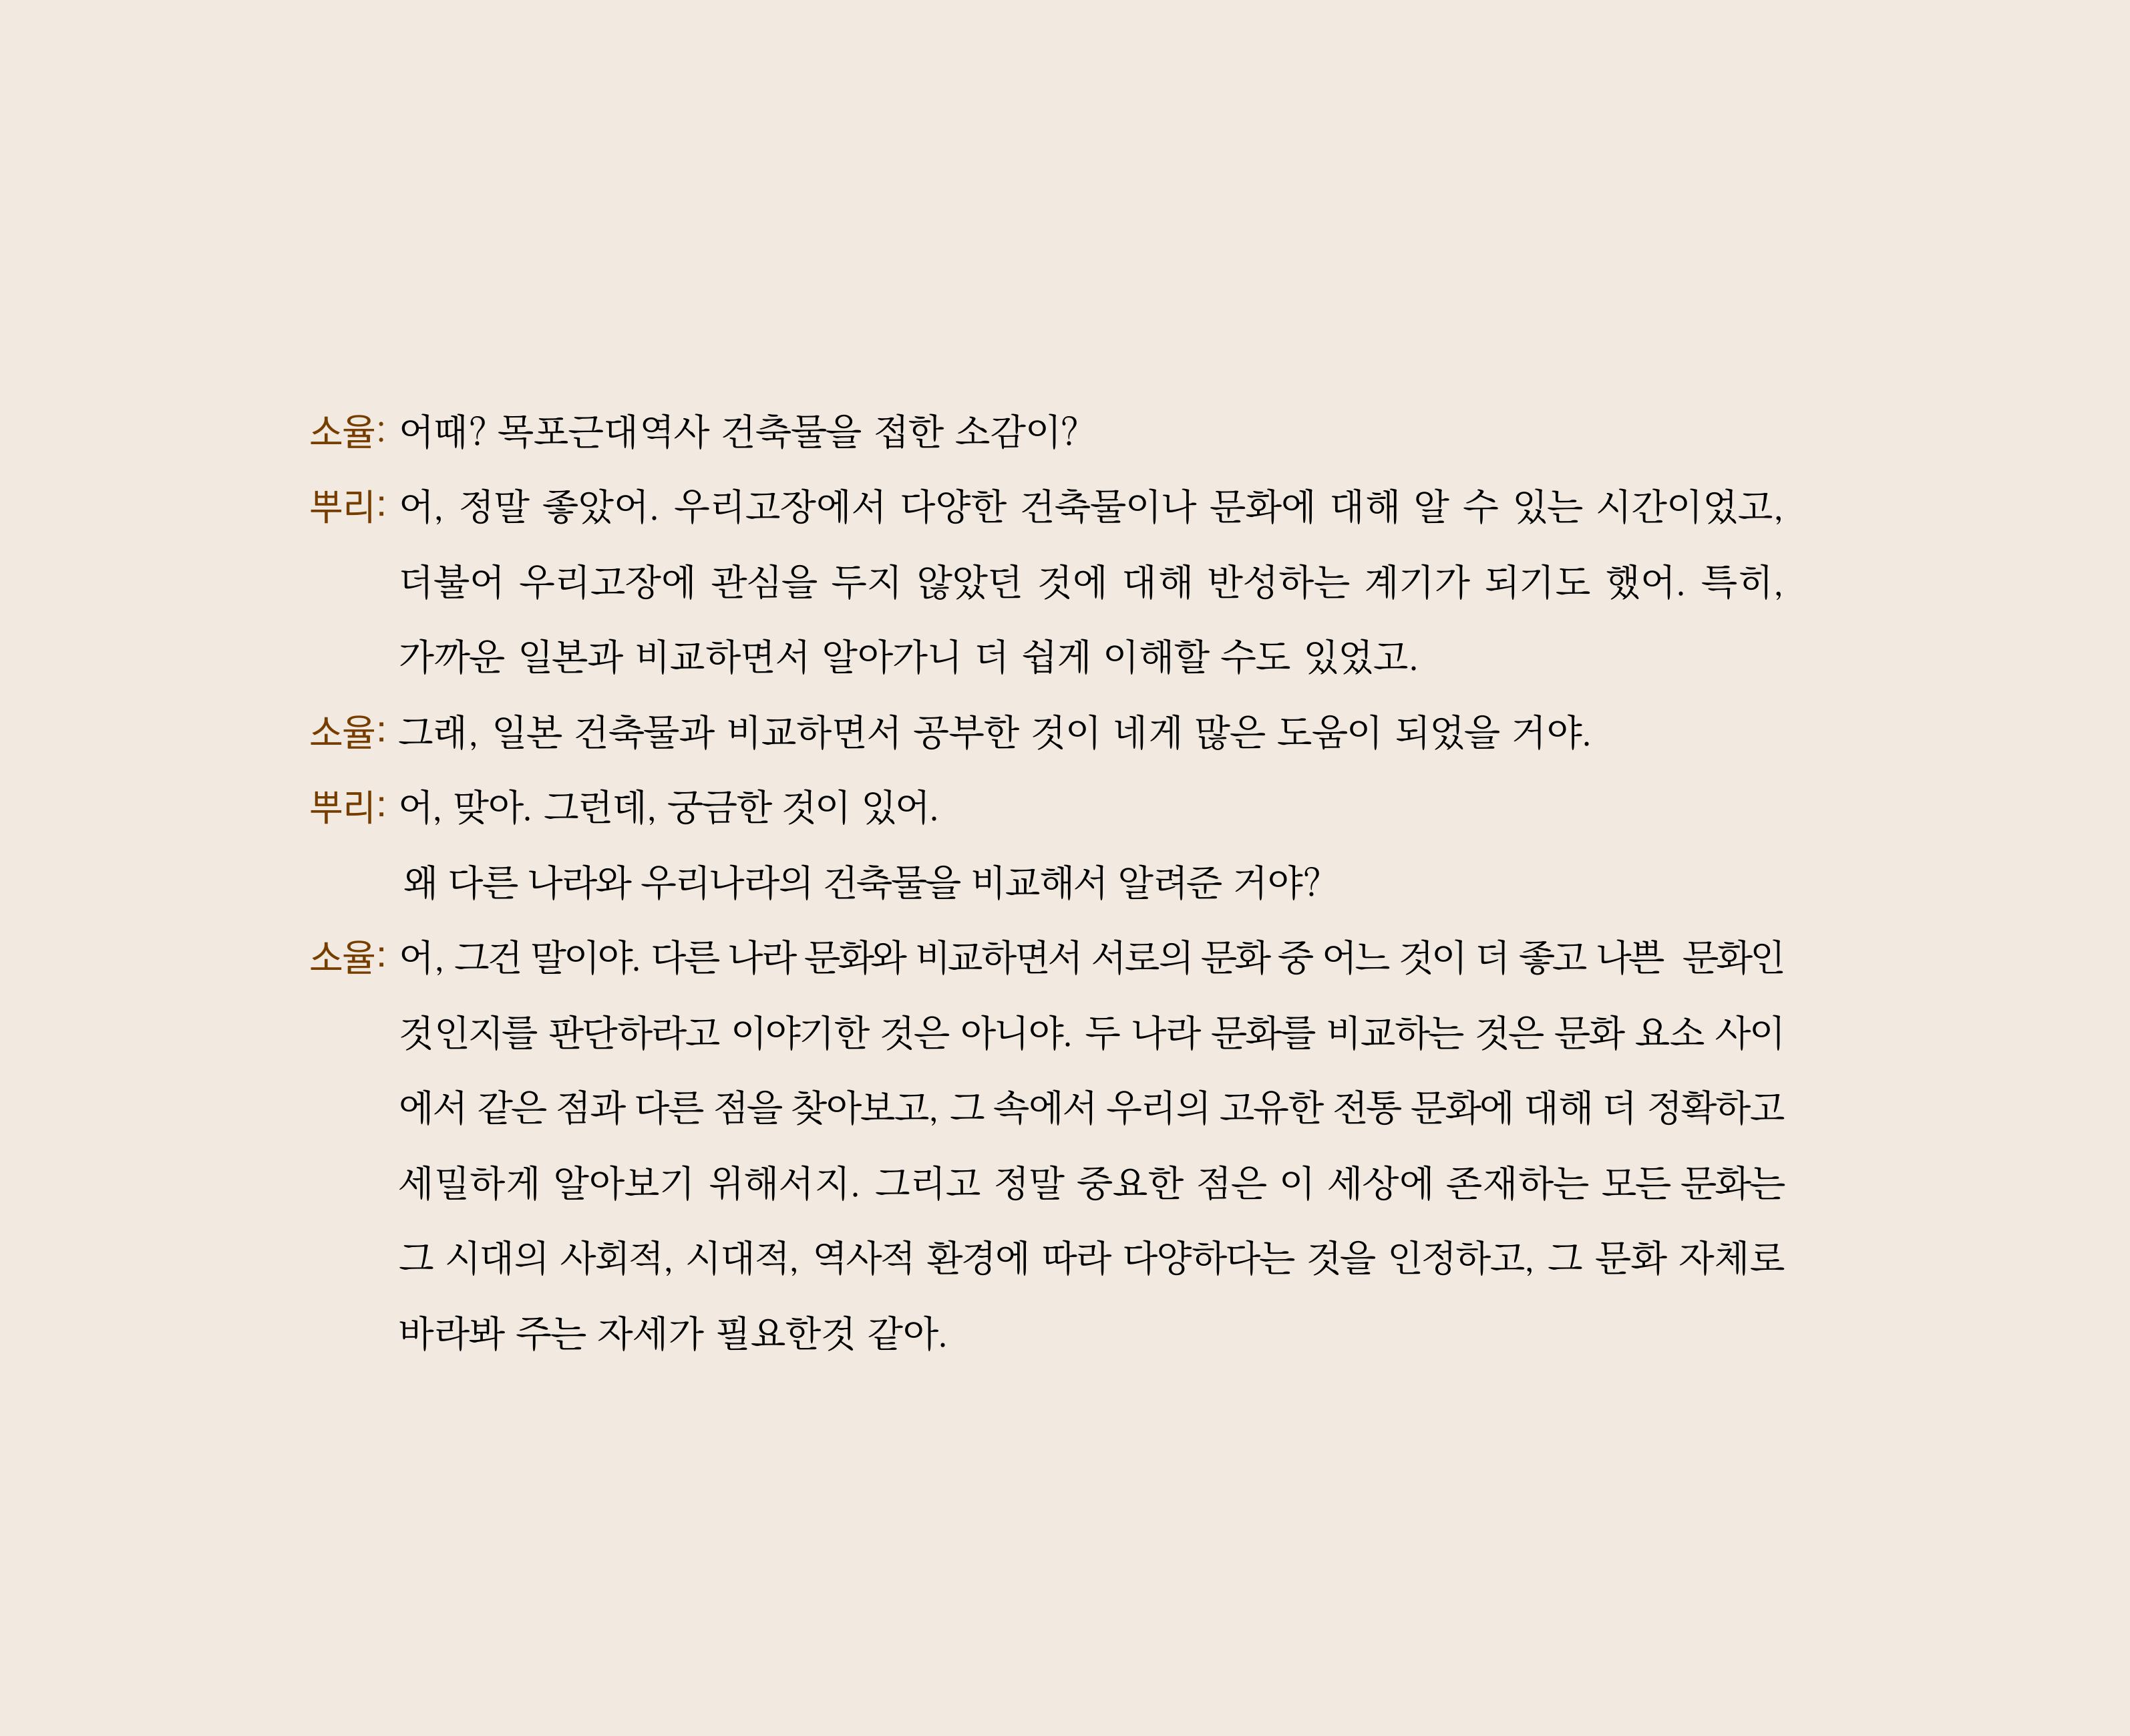 소율: 어때? 목포근대역사 건축물을 접한 소감이?
뿌리: 어, 정말 좋았어. 우리고장에서 다양한 건축물이나 문화에 대해 알 수 있는 시간이었고,
더불어 우리고장에 관심을 두지 않았던 것에 대해 반성하는 계기가 되기도 했어. 특히,
가까운 일본과 비교하면서 알아가니 더 쉽게 이해할 수도 있었고.
소율: 그래, 일본 건축물과 비교하면서 공부한 것이 네게 많은 도움이 되었을 거야.
뿌리: 어, 맞아. 그런데, 궁금한 것이 있어.
왜 다른 나라와 우리나라의 건축물을 비교해서 알려준 거야?
소율: 어, 그건 말이야. 다른 나라 문화와 비교하면서 서로의 문화 중 어느 것이 더 좋고 나쁜 문화인
것인지를 판단하라고 이야기한 것은 아니야. 두 나라 문화를 비교하는 것은 문화 요소 사이
에서 같은 점과 다른 점을 찾아보고, 그 속에서 우리의 고유한 전통 문화에 대해 더 정확하고
세밀하게 알아보기 위해서지. 그리고 정말 중요한 점은 이 세상에 존재하는 모든 문화는
그 시대의 사회적, 시대적, 역사적 환경에 따라 다양하다는 것을 인정하고, 그 문화 자체로
바라봐 주는 자세가 필요한것 같아.